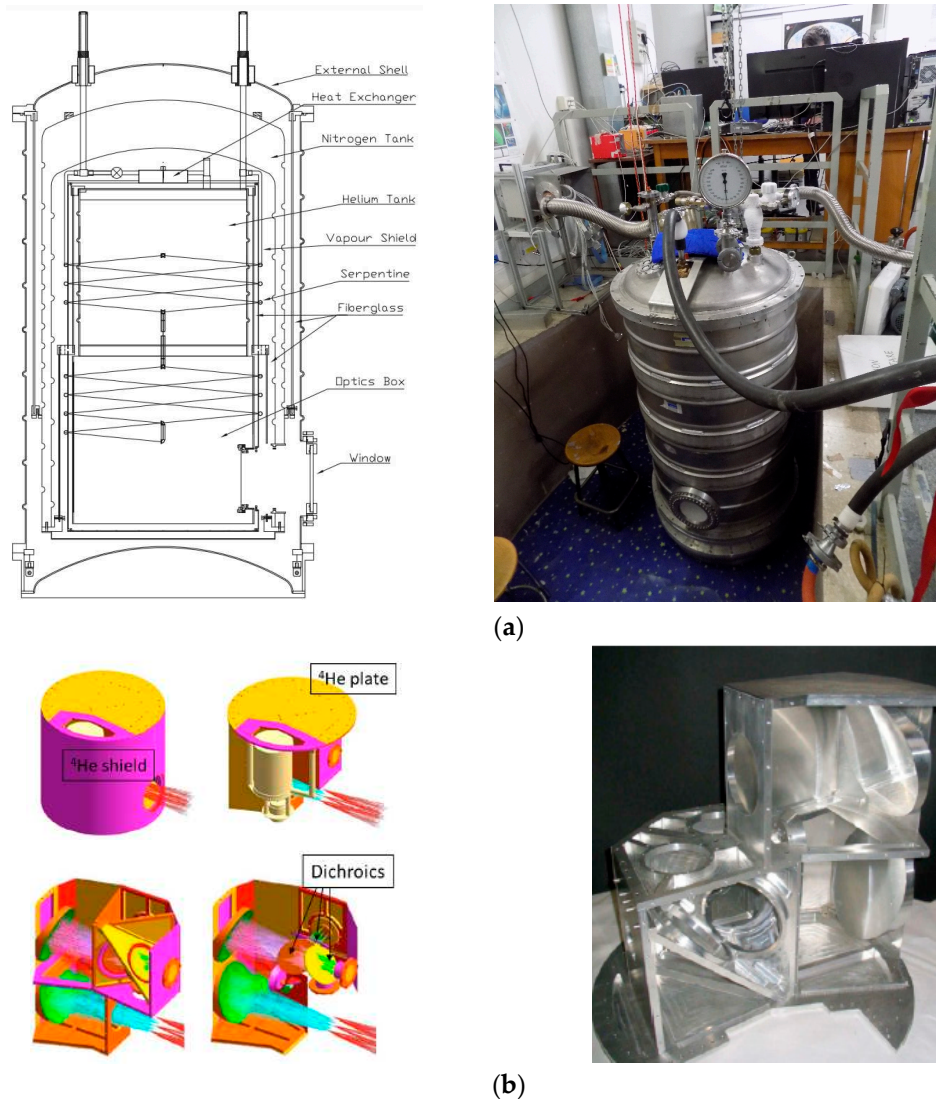 External Shell
Heat Exchanger
Nitrogen Tank
Helium Tank
Vapour Shield
Serpentine
Fiberglass
Optics Box
Window
(a)
⁴He plate
⁴He shield
Dichroics
(b)